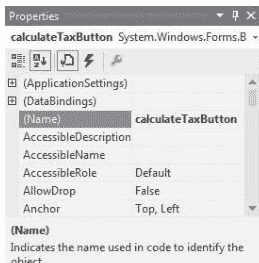 Properties
calculateTaxButton System.Windows.Forms.B
(ApplicationSettings)
(DataBindings)
(Name) calculateTaxButton
AccessibleDescription
AccessibleName
AccessibleRole Default
AllowDrop False
Anchor Top, Left
(Name)
Indicates the name used in code to identify the
object.